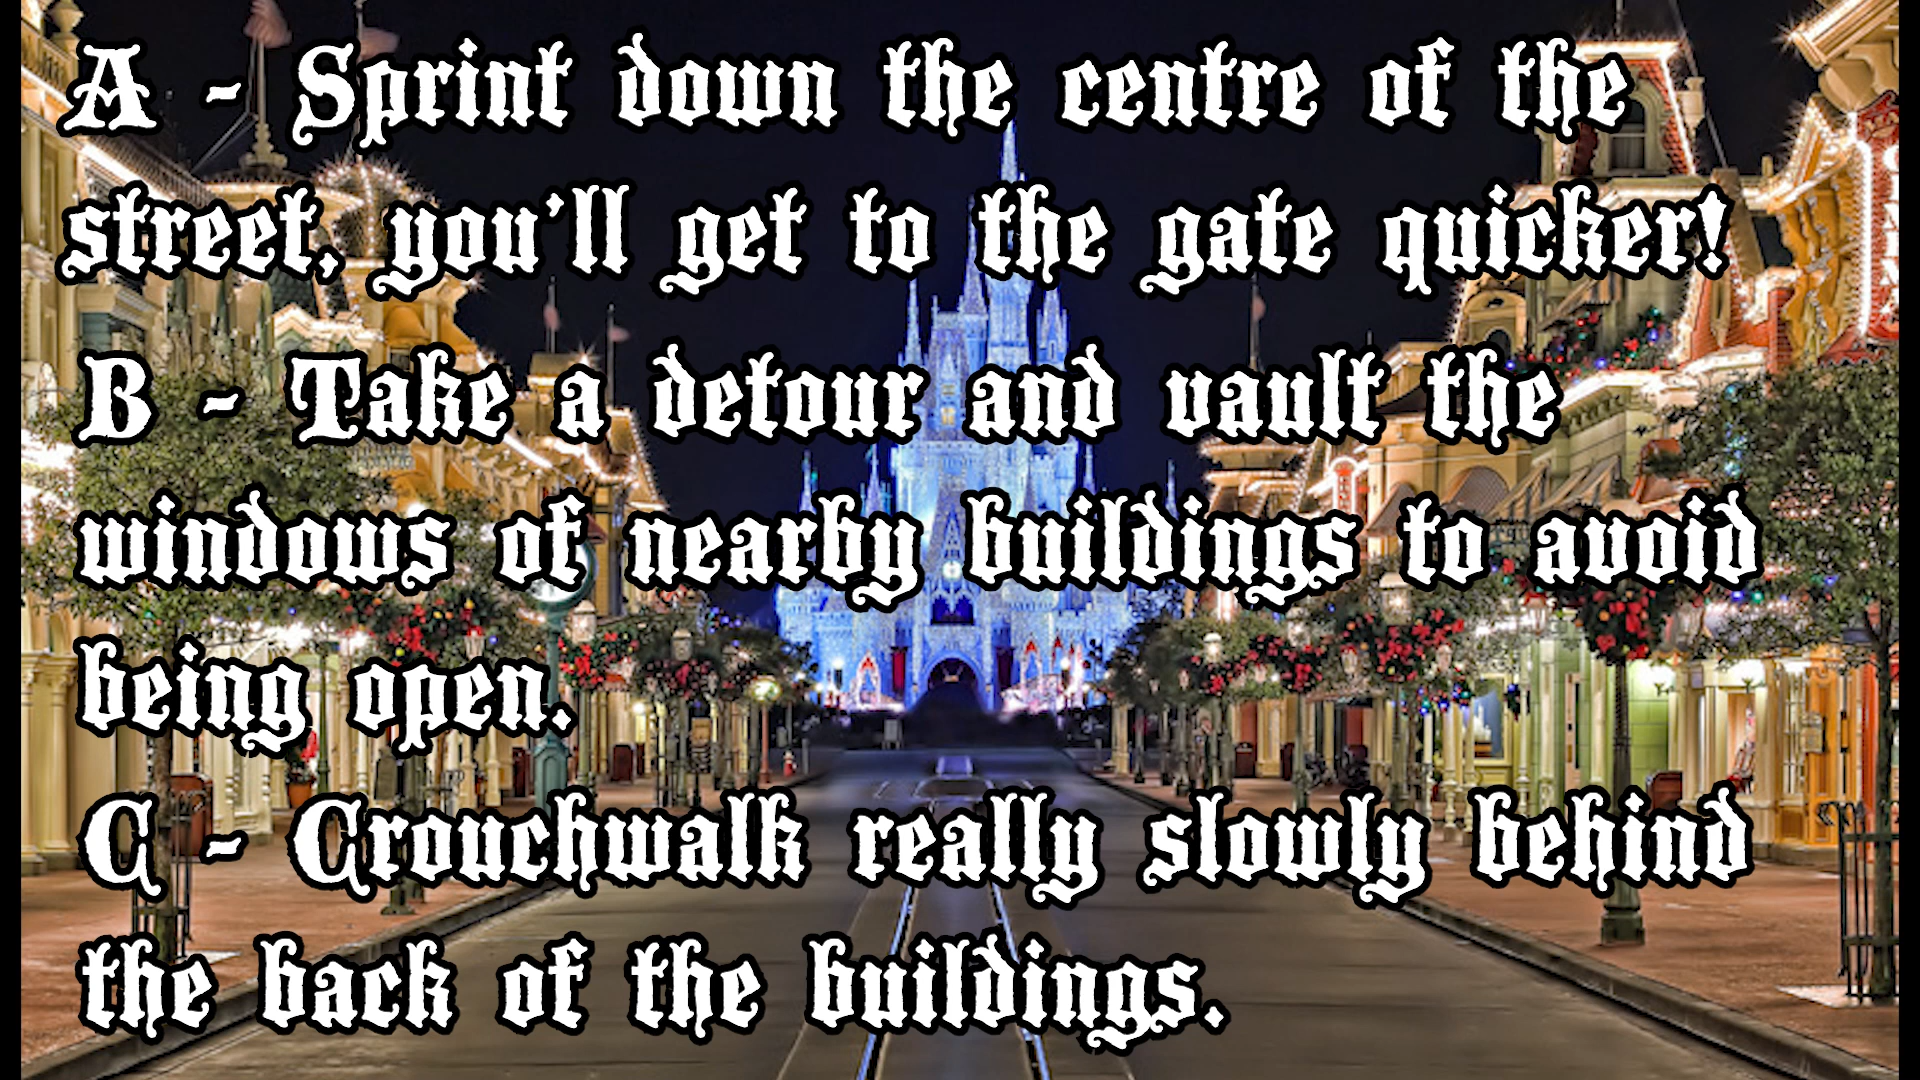 A - Sprint down the centre of the
street, you'll get to the gate quicker!
B - Take a detour and vault the
windows of nearby buildings to avoid
being open.
C - Crouchwalk really slowly behind
the back of the buildings.